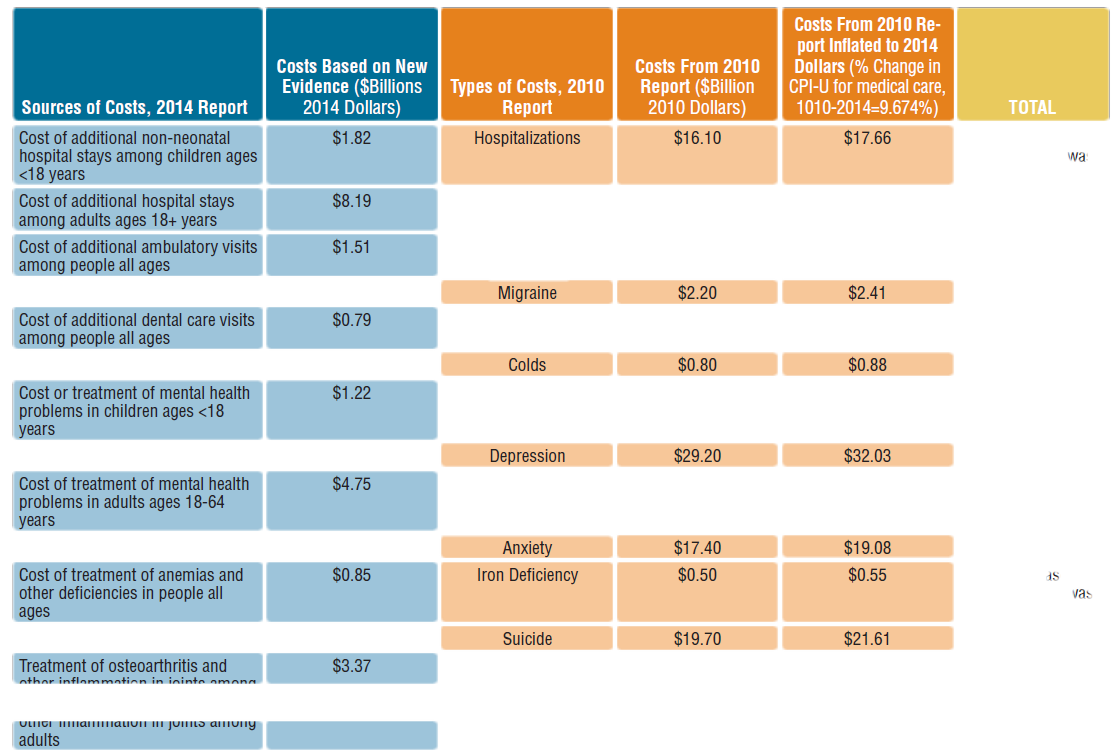 Sources of Costs, 2014 Report
Costs Based on New
Evidence ($Billions
2014 Dollars)
Types of Costs, 2010
Report
Costs From 2010
Report ($Billion
2010 Dollars)
Costs From 2010 Re-
port Inflated to 2014
Dollars (% Change in
CPI-U for medical care,
1010-2014=9.674%)
TOTAL
Cost of additional non-neonatal
hospital stays among children ages
<18 years
$1.82
Hospitalizations
$16.10
$17.66
Cost of additional hospital stays
among adults ages 18+ years
$8.19
Cost of additional ambulatory visits
among people all ages
$1.51
Migraine
$2.20
$2.41
Cost of additional dental care visits
among people all ages
$0.79
Colds
$0.80
$0.88
Cost or treatment of mental health
problems in children ages <18
years
$1.22
Depression
$29.20
$32.03
Cost of treatment of mental health
problems in adults ages 18-64
years
$4.75
Anxiety
$17.40
$19.08
Cost of treatment of anemias and
other deficiencies in people all
ages
$0.85
Iron Deficiency
$0.50
$0.55
as
Suicide
$19.70
$21.61
Treatment of osteoarthritis and
other inflammation in joints among
$3.37
other inflammation in joints among
adults